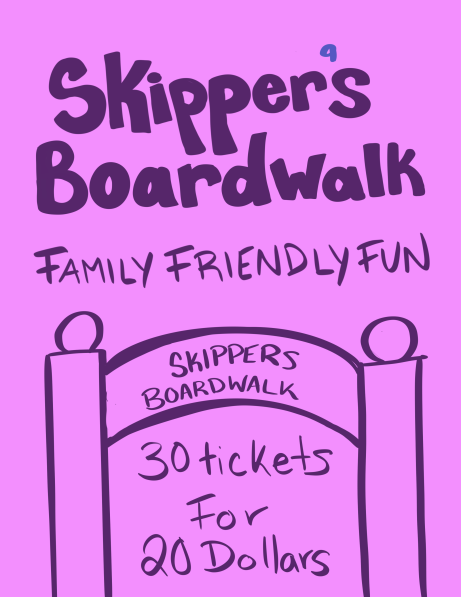 Skipper's
Boardwalk
FAMILY FRIENDLY FUN
SKIPPERS
BOARDWALK
30 tickets
For
20 Dollars